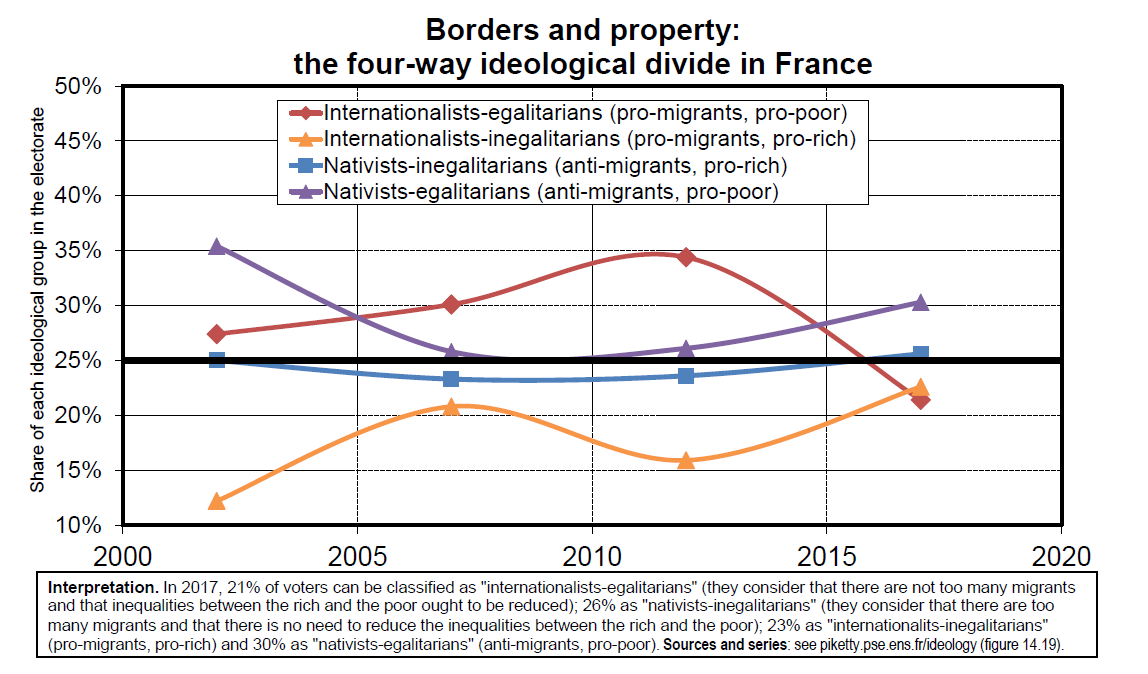 Borders and property:
the four-way ideological divide in France
Share of each ideological group in the electorate
50%
45%
40%
35%
30%
25%
20%
15%
10%
Internationalists-egalitarians (pro-migrants, pro-poor)
Internationalists-inegalitarians (pro-migrants, pro-rich)
Nativists-inegalitarians (anti-migrants, pro-rich)
Nativists-egalitarians (anti-migrants, pro-poor)
2000 2005 2010 2015 2020
Interpretation. In 2017, 21% of voters can be classified as "internationalists-egalitarians" (they consider that there are not too many migrants
and that inequalities between the rich and the poor ought to be reduced); 26% as "nativists-inegalitarians" (they consider that there are too
many migrants and that there is no need to reduce the inequalities between the rich and the poor); 23% as "internationalits-inegalitarians"
(pro-migrants, pro-rich) and 30% as "nativists-egalitarians" (anti-migrants, pro-poor). Sources and series: see piketty.pse.ens.fr/ideology (figure 14.19).